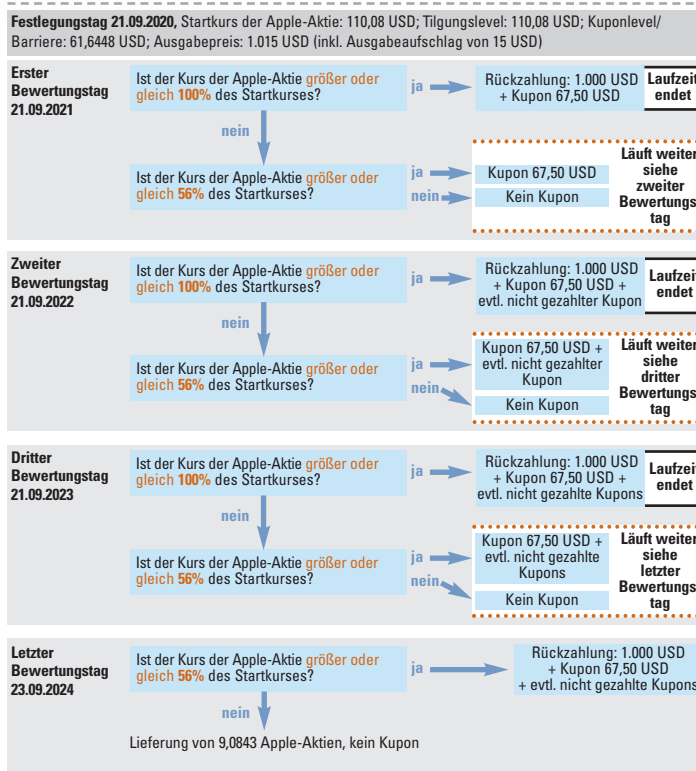 Festlegungstag 21.09.2020, Startkurs der Apple-Aktie: 110,08 USD; Tilgungslevel: 110,08 USD; Kuponlevel/
Barriere: 61,6448 USD; Ausgabepreis: 1.015 USD (inkl. Ausgabeaufschlag von 15 USD)
Erster
Bewertungstag
21.09.2021
Ist der Kurs der Apple-Aktie größer oder
gleich 100% des Startkurses?
ja
Rückzahlung: 1.000 USD
+ Kupon 67,50 USD
Laufzeit
endet
nein
Ist der Kurs der Apple-Aktie größer oder
gleich 56% des Startkurses?
ja
nein
Kupon 67,50 USD
Kein Kupon
Läuft weiter
siehe
zweiter
Bewertungs
tag
Zweiter
Bewertungstag
21.09.2022
Ist der Kurs der Apple-Aktie größer oder
gleich 100% des Startkurses?
ja
Rückzahlung: 1.000 USD
+ Kupon 67,50 USD +
evtl. nicht gezahlter Kupon
Laufzeit
endet
nein
Ist der Kurs der Apple-Aktie größer oder
gleich 56% des Startkurses?
ja
nein
Kupon 67,50 USD +
evtl. nicht gezahlter
Kupon
Kein Kupon
Läuft weiter
siehe
dritter
Bewertungs
tag
Dritter
Bewertungstag
21.09.2023
Ist der Kurs der Apple-Aktie größer oder
gleich 100% des Startkurses?
ja
Rückzahlung: 1.000 USD
+ Kupon 67,50 USD +
evtl. nicht gezahlte Kupons
Laufzeit
endet
nein
Ist der Kurs der Apple-Aktie größer oder
gleich 56% des Startkurses?
ja
nein
Kupon 67,50 USD +
evtl. nicht gezahlte
Kupons
Kein Kupon
Läuft weiter
siehe
letzter
Bewertungs
tag
Letzter
Bewertungstag
23.09.2024
Ist der Kurs der Apple-Aktie größer oder
gleich 56% des Startkurses?
ja
Rückzahlung: 1.000 USD
+ Kupon 67,50 USD
+ evtl. nicht gezahlte Kupons
nein
Lieferung von 9,0843 Apple-Aktien, kein Kupon